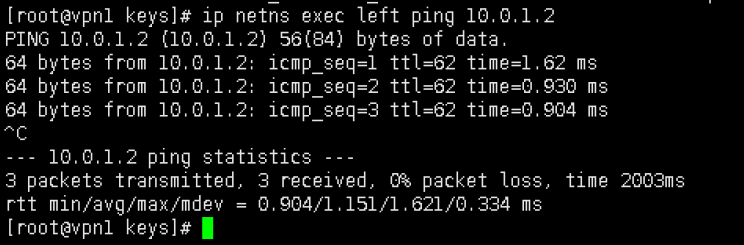 [root@vpn1 keys]# ip netns exec left ping 10.0.1.2
PING 10.0.1.2 (10.0.1.2) 56(84) bytes of data.
64 bytes from 10.0.1.2: icmp_seq=1 ttl=62 time=1.62 ms
64 bytes from 10.0.1.2: icmp_seq=2 ttl=62 time=0.930 ms
64 bytes from 10.0.1.2: icmp_seq=3 ttl=62 time=0.904 ms
^C
--- 10.0.1.2 ping statistics ---
3 packets transmitted, 3 received, 0% packet loss, time 2003ms
rtt min/avg/max/mdev = 0.904/1.151/1.621/0.334 ms
[root@vpn1 keys]#